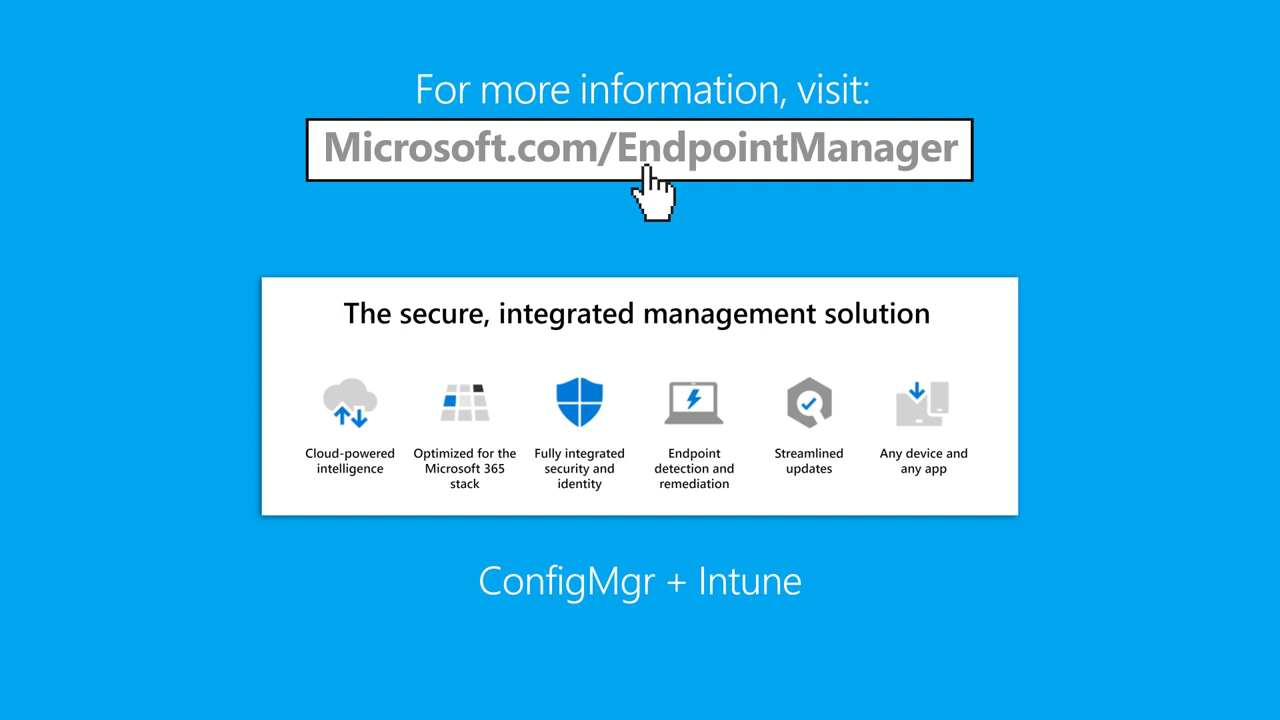 For more information, visit:
Microsoft.com/EndpointManager
The secure, integrated management solution
Cloud-powered
intelligence
Optimized for the
Microsoft 365
stack
Fully integrated
security and
identity
Endpoint
detection and
remediation
Streamlined
updates
Any device and
any app
ConfigMgr + Intune